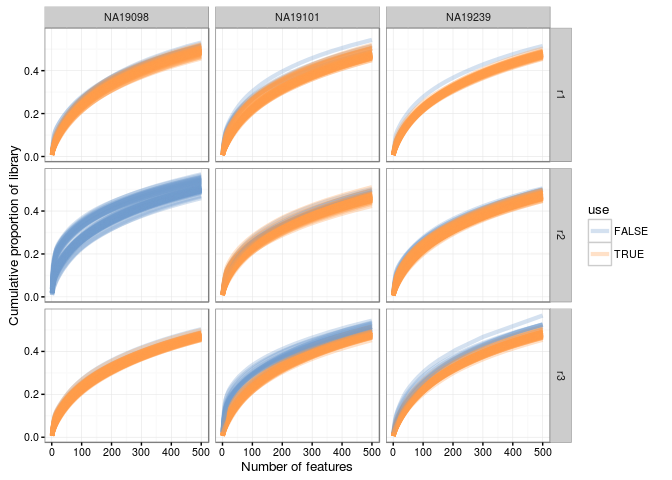 NA19098 NA19101 NA19239
0.4
0.2
0.0
r1
0.4
0.2
0.0
r2
0.4
0.2
0.0
r3
0 100 200 300 400 500 0 100 200 300 400 500 0 100 200 300 400 500
Number of features
Cumulative proportion of library
use
FALSE
TRUE